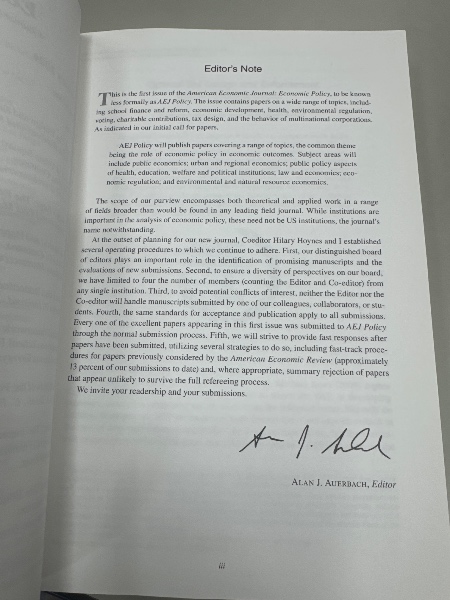 Editor's Note
This is the first issue of the American Economic Journal: Economic Policy, to be known
less formally as AEJ Policy. The issue contains papers on a wide range of topics, includ-
ing school finance and reform, economic development, health, environmental regulation,
voting, charitable contributions, tax design, and the behavior of multinational corporations.
As indicated in our initial call for papers,
AEJ Policy will publish papers covering a range of topics, the common theme
being the role of economic policy in economic outcomes. Subject areas will
include public economics; urban and regional economics; public policy aspects
of health, education, welfare and political institutions, law and economics; eco-
nomic regulation; and environmental and natural resource economics.
The scope of our purview encompasses both theoretical and applied work in a range
of fields broader than would be found in any leading field journal. While institutions are
important in the analysis of economic policy, these need not be US institutions, the journal's
name notwithstanding.
At the outset of planning for our new journal, Coeditor Hilary Hoynes and I established
several operating procedures to which we continue to adhere. First, our distinguished board
of editors plays an important role in the identification of promising manuscripts and the
evaluations of new submissions. Second, to ensure a diversity of perspectives on our board,
we have limited to four the number of members (counting the Editor and Co-editor) from
any single institution. Third, to avoid potential conflicts of interest, neither the Editor nor the
Co-editor will handle manuscripts submitted by one of our colleagues, collaborators, or stu-
dents. Fourth, the same standards for acceptance and publication apply to all submissions.
Every one of the excellent papers appearing in this first issue was submitted to AEJ Policy
through the normal submission process. Fifth, we will strive to provide fast responses after
papers have been submitted, utilizing several strategies to do so, including fast-track proce-
dures for papers previously considered by the American Economic Review (approximately
13 percent of our submissions to date) and, where appropriate, summary rejection of papers
that appear unlikely to survive the full refereeing process.
We invite your readership and your submissions.
Alan J. Auerbach, Editor
iii